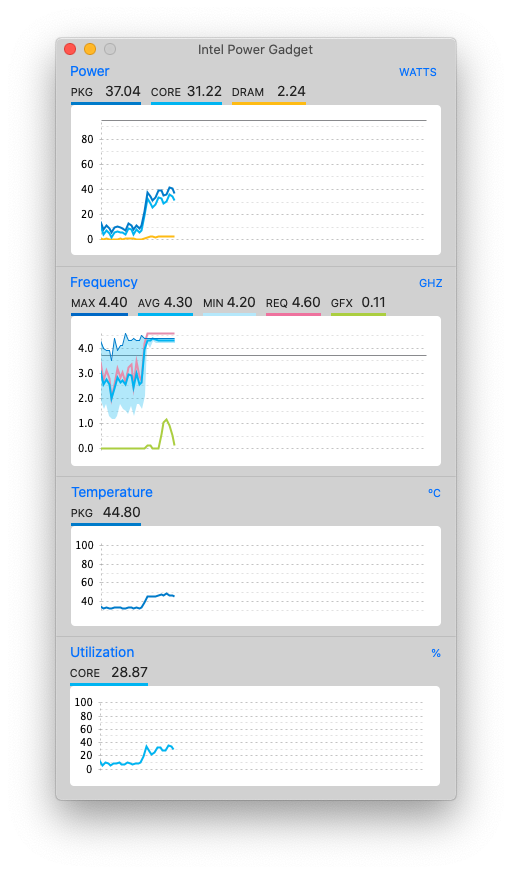 Intel Power Gadget
Power WATTS
PKG 37.04 CORE 31.22 DRAM 2.24
80
60
40
20
0
Frequency GHZ
MAX 4.40 AVG 4.30 MIN 4.20 REQ 4.60 GFX 0.11
4.0
3.0
2.0
1.0
0.0
Temperature ºC
PKG 44.80
100
80
60
40
Utilization %
CORE 28.87
100
80
60
40
20
0